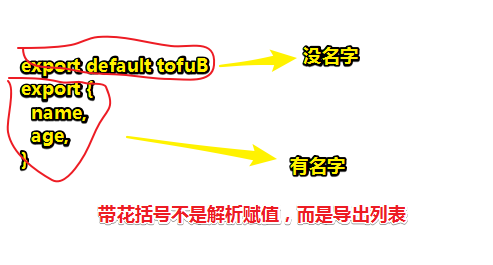 没名字
export default tofuB
export {
name,
age,
}
有名字
带花括号不是解析赋值，而是导出列表